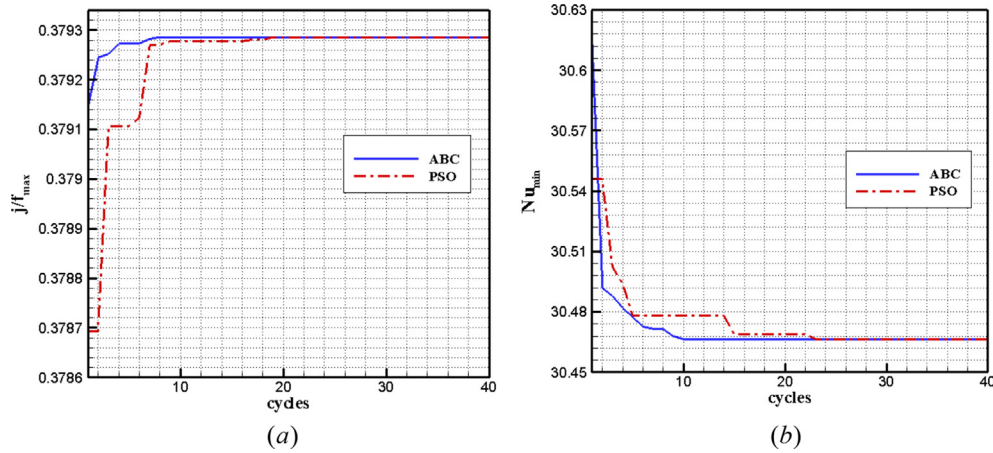 0.3793
0.3792
0.3791
0.379
0.3789
0.3788
0.3787
0.3786
j/fmax
ABC
PSO
10
20
30
40
cycles
(a)
30.63
30.6
30.57
30.54
30.51
30.48
30.45
Numin
ABC
PSO
10
20
30
40
cycles
(b)